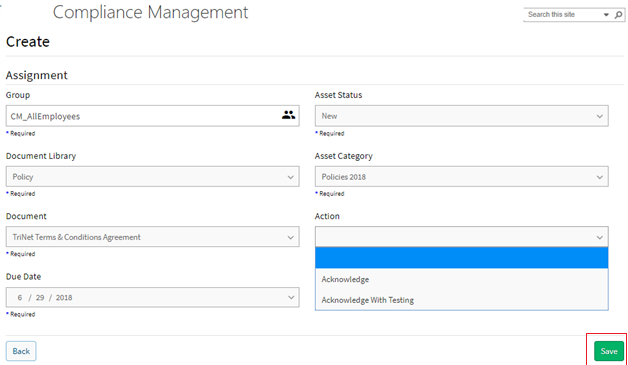 Compliance Management
Search this site
Create
Assignment
Group
Asset Status
CM_AllEmployees
New
* Required
* Required
Document Library
Asset Category
Policy
Policies 2018
* Required
* Required
Document
Action
TriNet Terms & Conditions Agreement
* Required
Due Date
Acknowledge
6 / 29 / 2018
Acknowledge With Testing
* Required
Back
Save